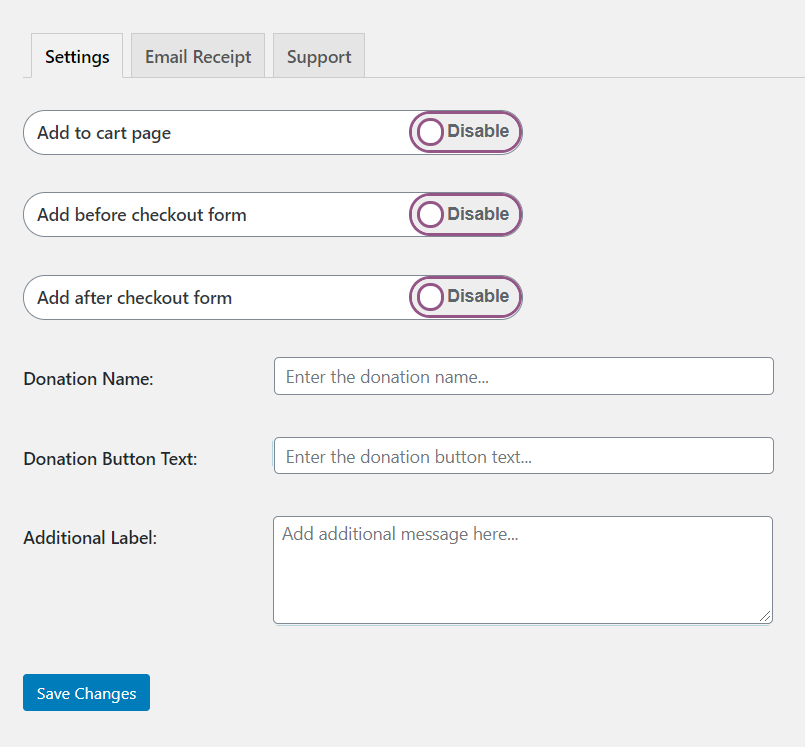 Settings Email Receipt Support
Add to cart page Disable
Add before checkout form Disable
Add after checkout form Disable
Donation Name: Enter the donation name...
Donation Button Text: Enter the donation button text...
Additional Label: Add additional message here...
Save Changes